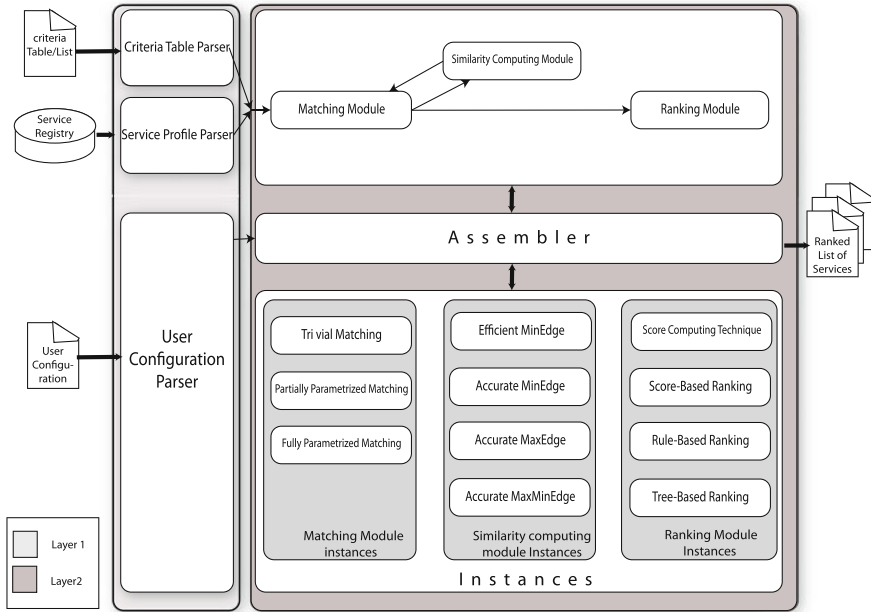 criteria
Table/List
Criteria Table Parser
Similarity Computing Module
Matching Module
Ranking Module
Service
Registry
Service Profile Parser
Assembler
Ranked
List of
Services
User
Configu-
ration
User
Configuration
Parser
Tri vial Matching
Partially Parametrized Matching
Fully Parametrized Matching
Matching Module
instances
Efficient MinEdge
Accurate MinEdge
Accurate MaxEdge
Accurate MaxMinEdge
Similarity computing
module Instances
Score Computing Technique
Score-Based Ranking
Rule-Based Ranking
Tree-Based Ranking
Ranking Module
Instances
Instances
Layer 1
Layer2